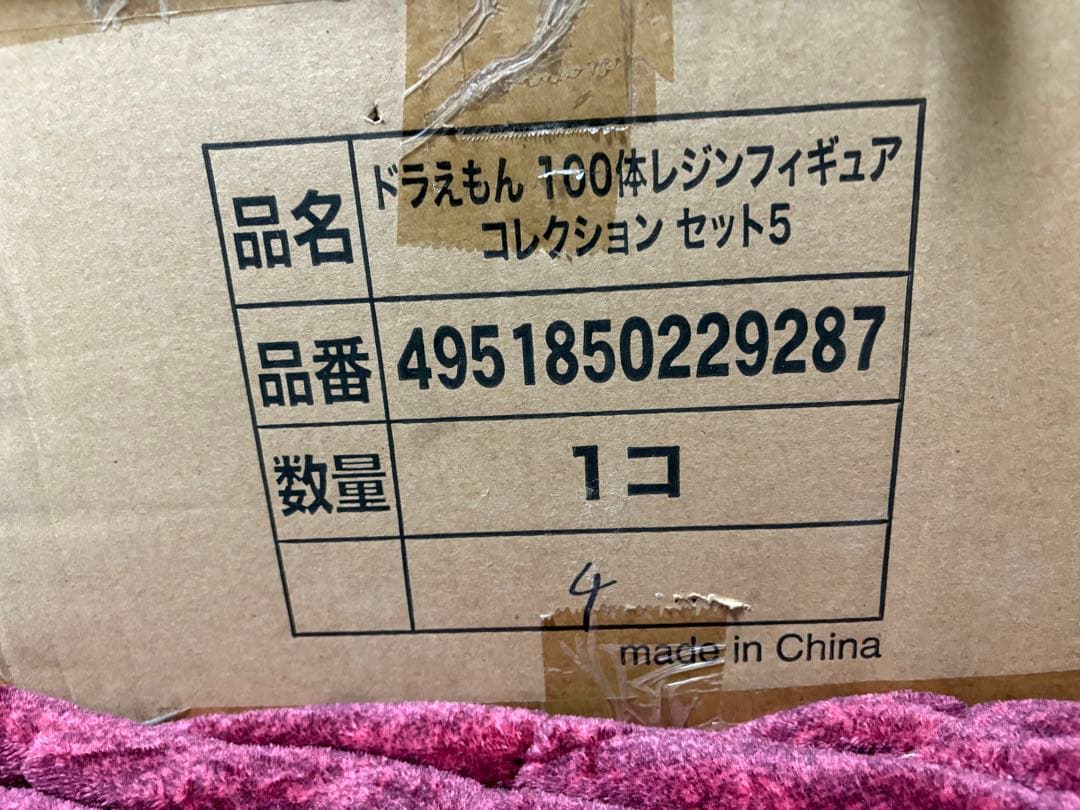 品名 ドラえもん 100体レジンフィギュア
コレクション セット5
品番 4951850229287
数量 1コ
4
made in China